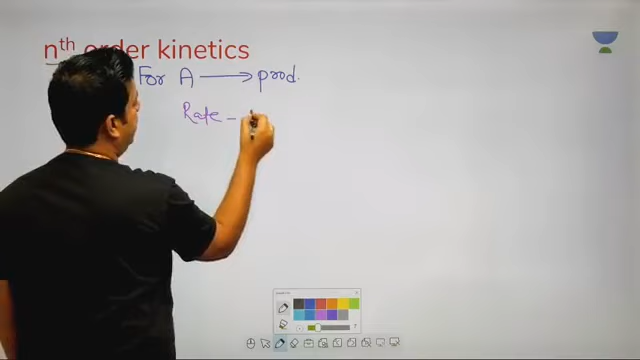 nth order kinetics
For A ⟶ prod.
Rate -